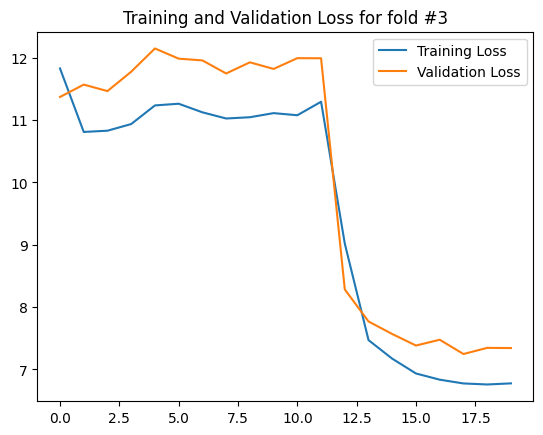 Training and Validation Loss for fold #3
Training Loss
Validation Loss
12
11
10
9
8
7
0.0 2.5 5.0 7.5 10.0 12.5 15.0 17.5